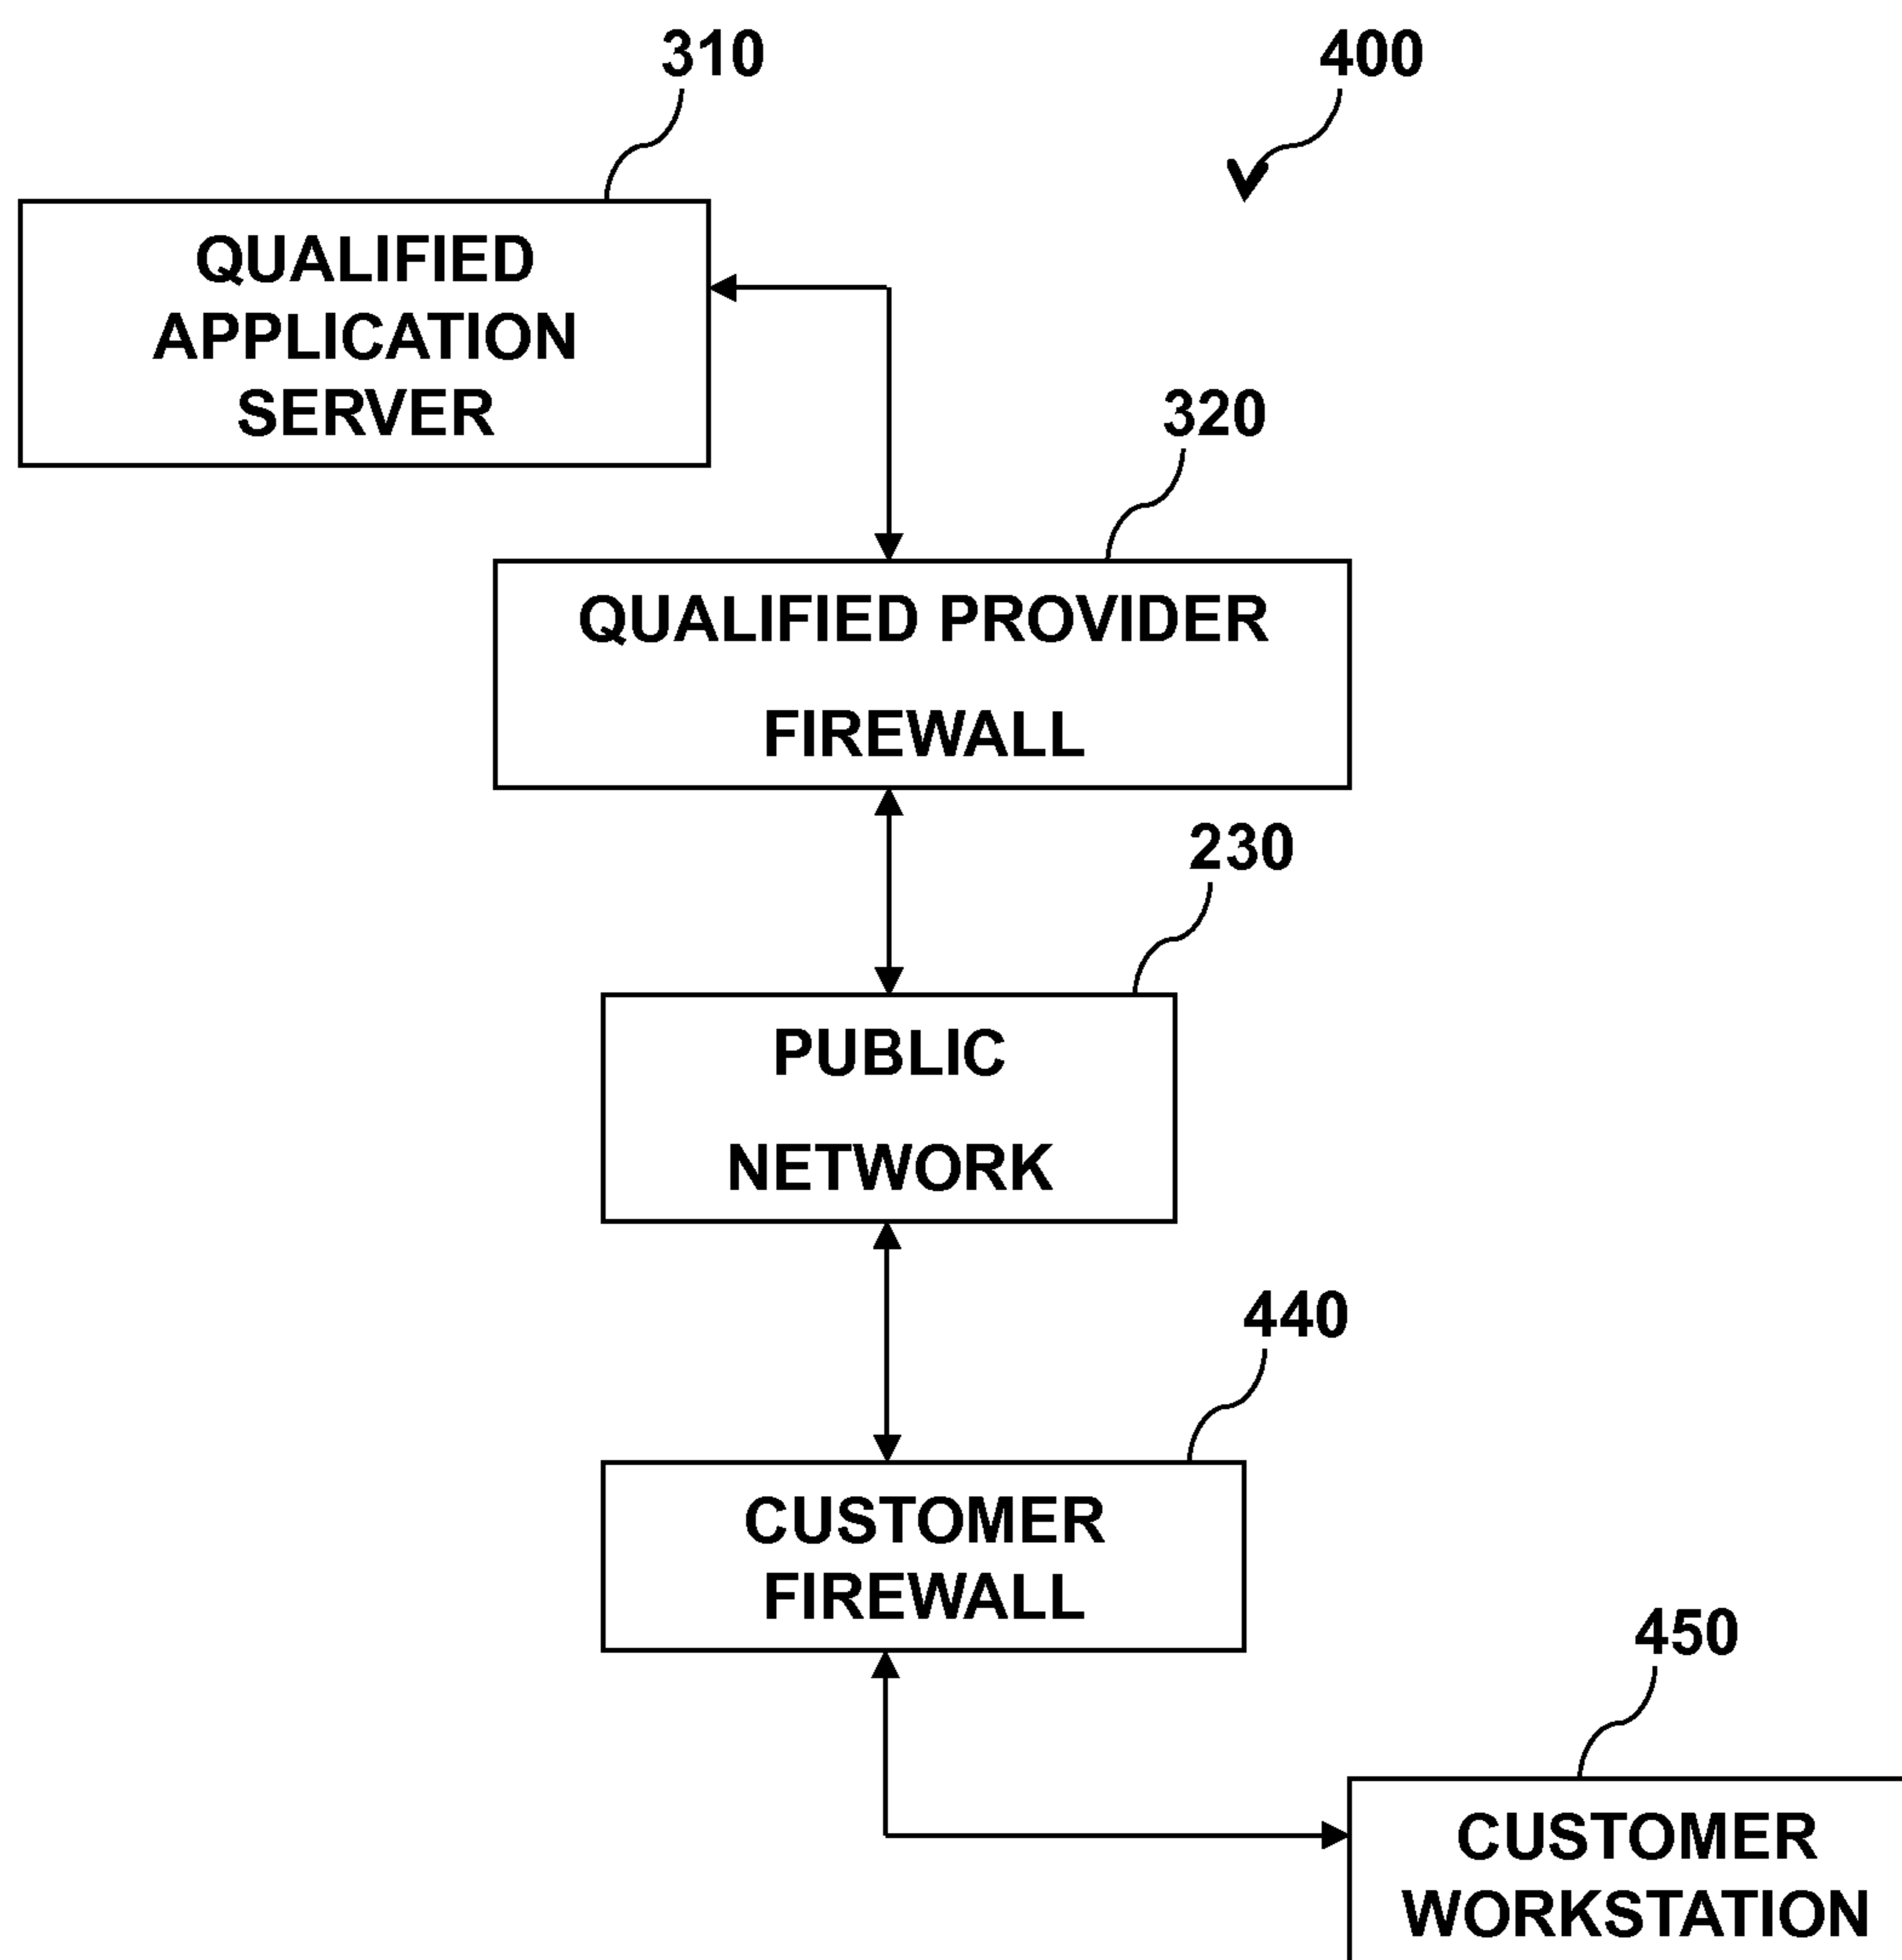 310
400
QUALIFIED
APPLICATION
SERVER
320
QUALIFIED PROVIDER
FIREWALL
230
PUBLIC
NETWORK
440
CUSTOMER
FIREWALL
450
CUSTOMER
WORKSTATION